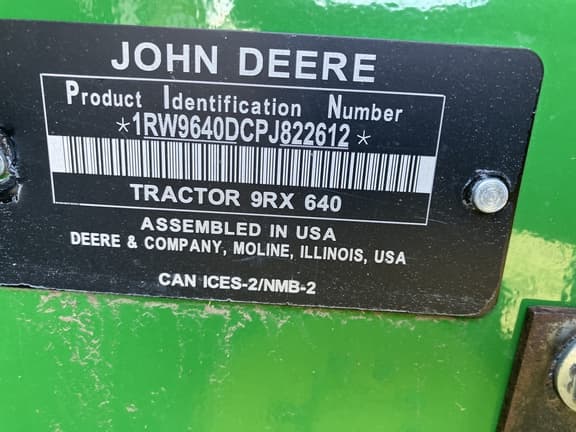 JOHN DEERE
Product Identification Number
*1RW9640DCPJ822612*
TRACTOR 9RX 640
ASSEMBLED IN USA
DEERE & COMPANY, MOLINE, ILLINOIS, USA
CAN ICES-2/NMB-2